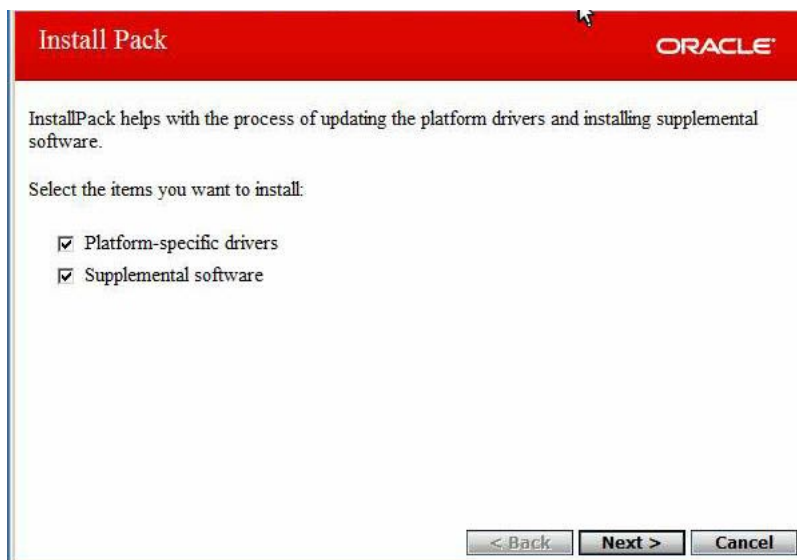 Install Pack
ORACLE
InstallPack helps with the process of updating the platform drivers and installing supplemental
software.
Select the items you want to install:
Platform-specific drivers
Supplemental software
< Back Next > Cancel